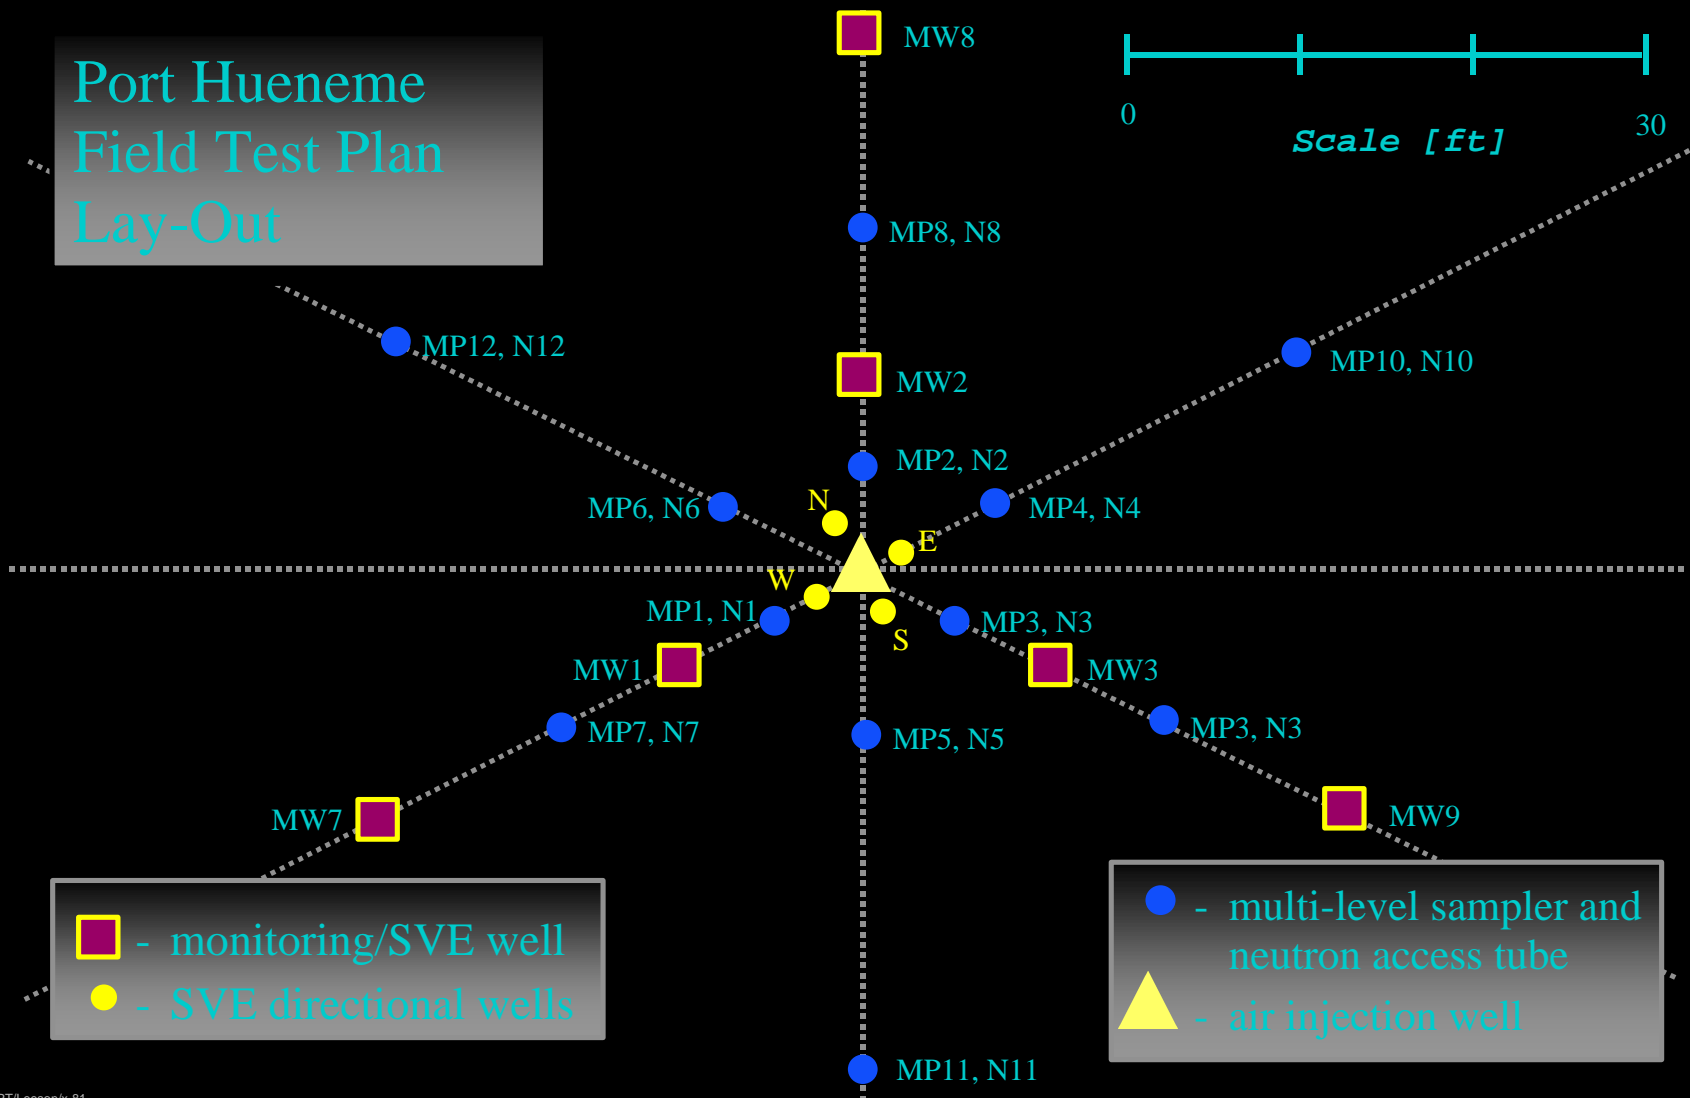 Port Hueneme
Field Test Plan
Lay-Out
MW8
0
30
Scale [ft]
MP8, N8
MP12, N12
MP10, N10
MW2
MP2, N2
MP6, N6
N
MP4, N4
E
W
MP1, N1
S
MP3, N3
MW1
MW3
MP7, N7
MP5, N5
MP3, N3
MW7
MW9
- monitoring/SVE well
- SVE directional wells
- multi-level sampler and
neutron access tube
- air injection well
MP11, N11